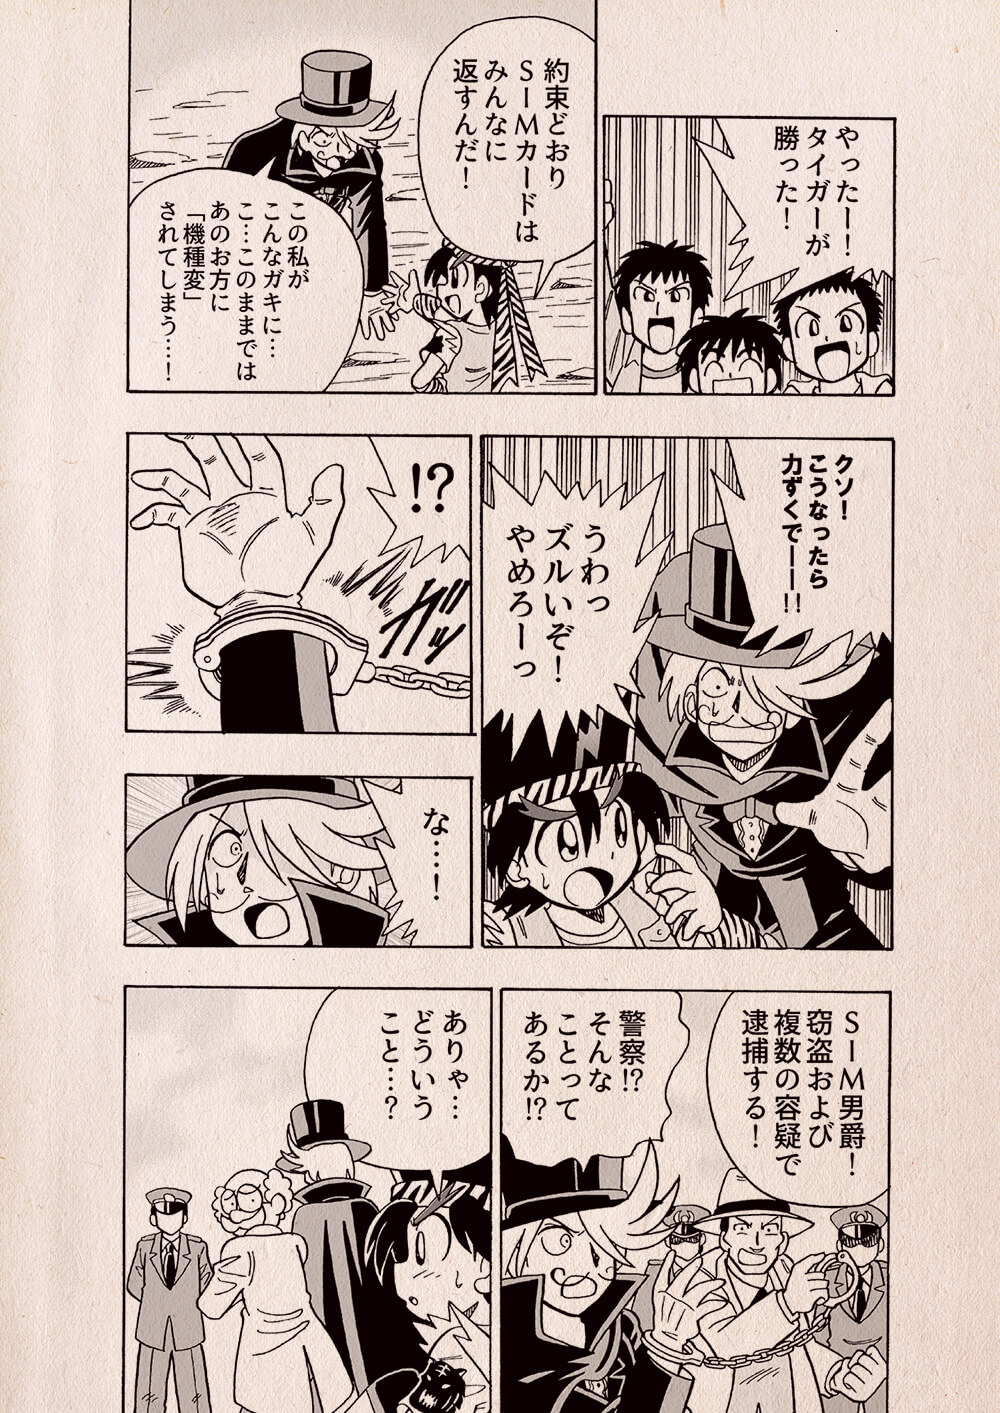 やったー！
タイガーが
勝った！
約束どおり
ＳＩＭカードは
みんなに
返すんだ！
この私が
こんなガキに…
こ…このままでは
あのお方に
「機種変」
されてしまう…！
クソ！
こうなったら
力ずくでーー!!
うわっ
ズルいぞ！
やめろーっ
!?
ガッ
な…！
ＳＩＭ男爵！
窃盗および
複数の容疑で
逮捕する！
警察!?
そんな
ことって
あるか!?
ありゃ…
どういう
こと…？